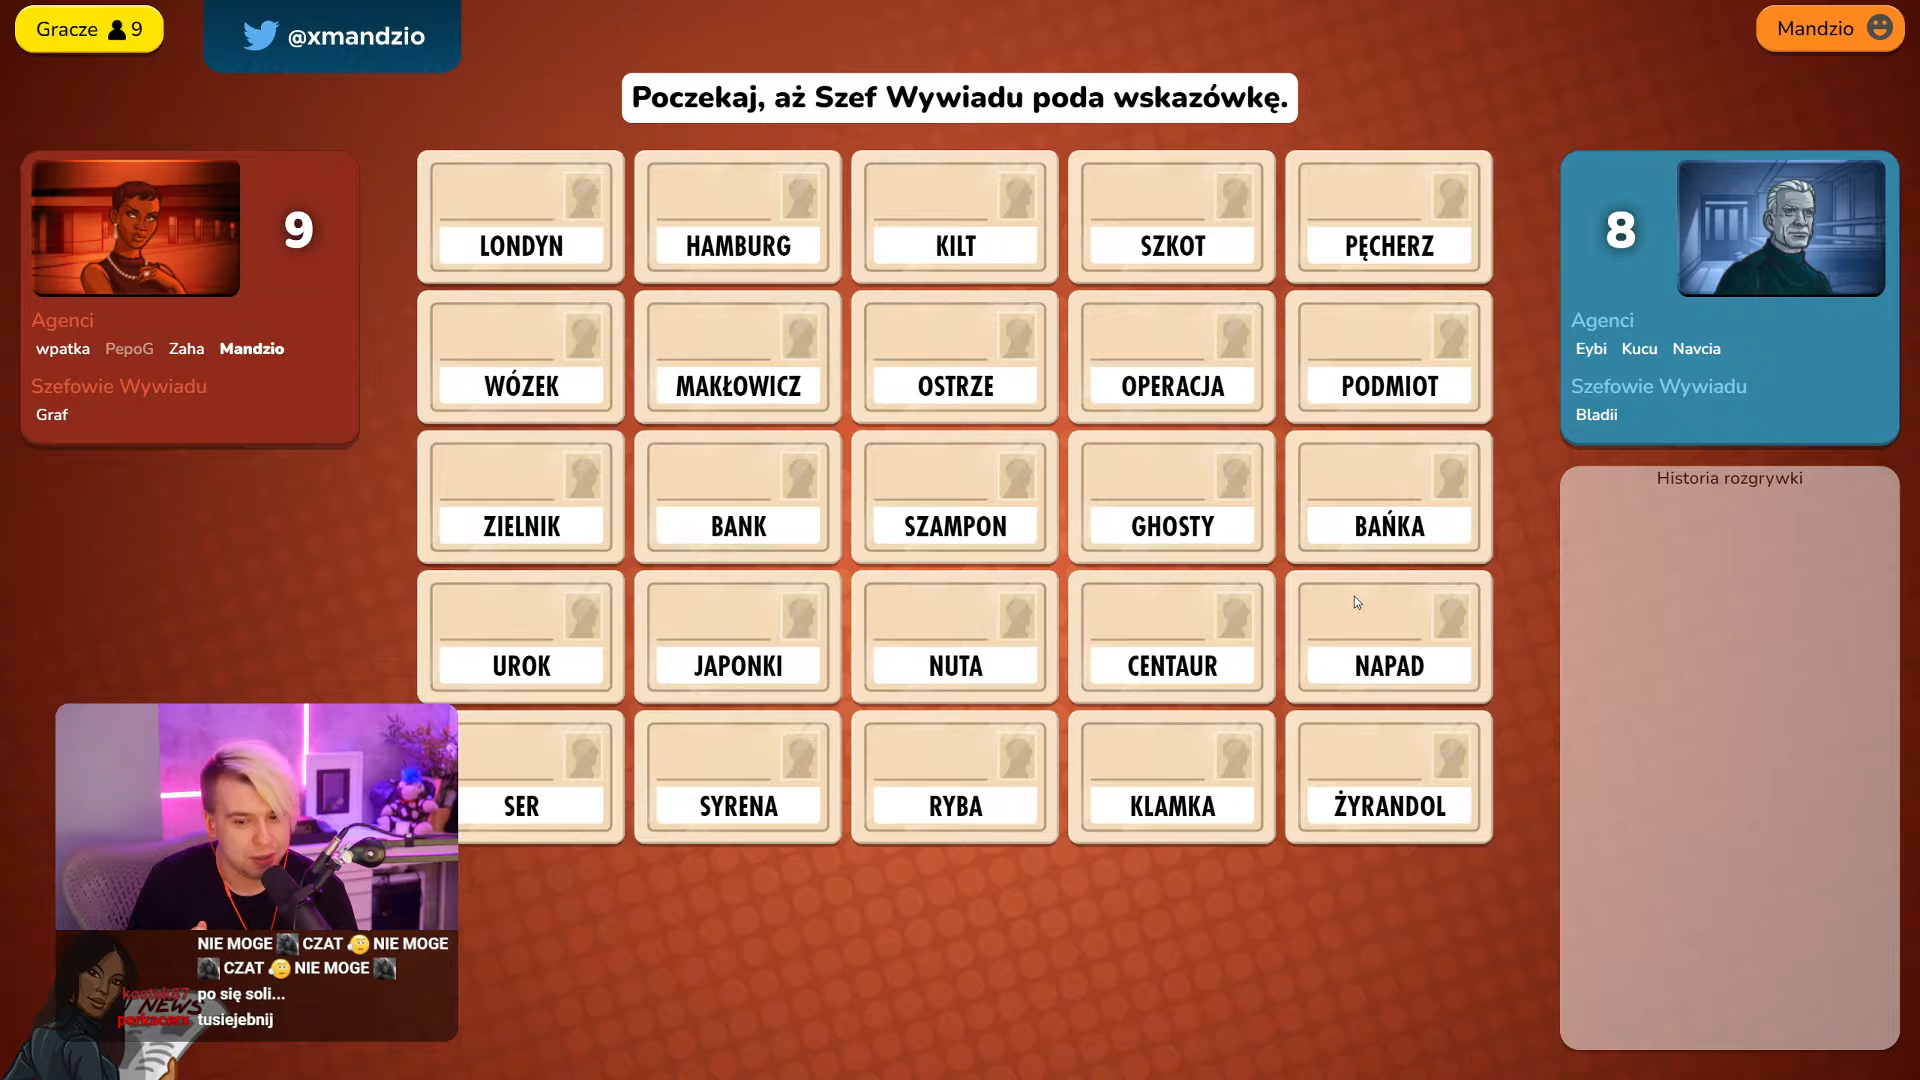 Gracze 9
@xmandzio
Mandzio
Poczekaj, aż Szef Wywiadu poda wskazówkę.
9
Agenci
wpatka PepoG Zaha Mandzio
Szefowie Wywiadu
Graf
LONDYN HAMBURG KILT SZKOT PĘCHERZ
WÓZEK MAKŁOWICZ OSTRZE OPERACJA PODMIOT
ZIELNIK BANK SZAMPON GHOSTY BAŃKA
UROK JAPONKI NUTA CENTAUR NAPAD
SER SYRENA RYBA KLAMKA ŻYRANDOL
8
Agenci
Eybi Kucu Navcia
Szefowie Wywiadu
Bladii
Historia rozgrywki
NIE MOGE CZAT NIE MOGE
CZAT NIE MOGE
po się soli...
NEWS
tusiejebnij